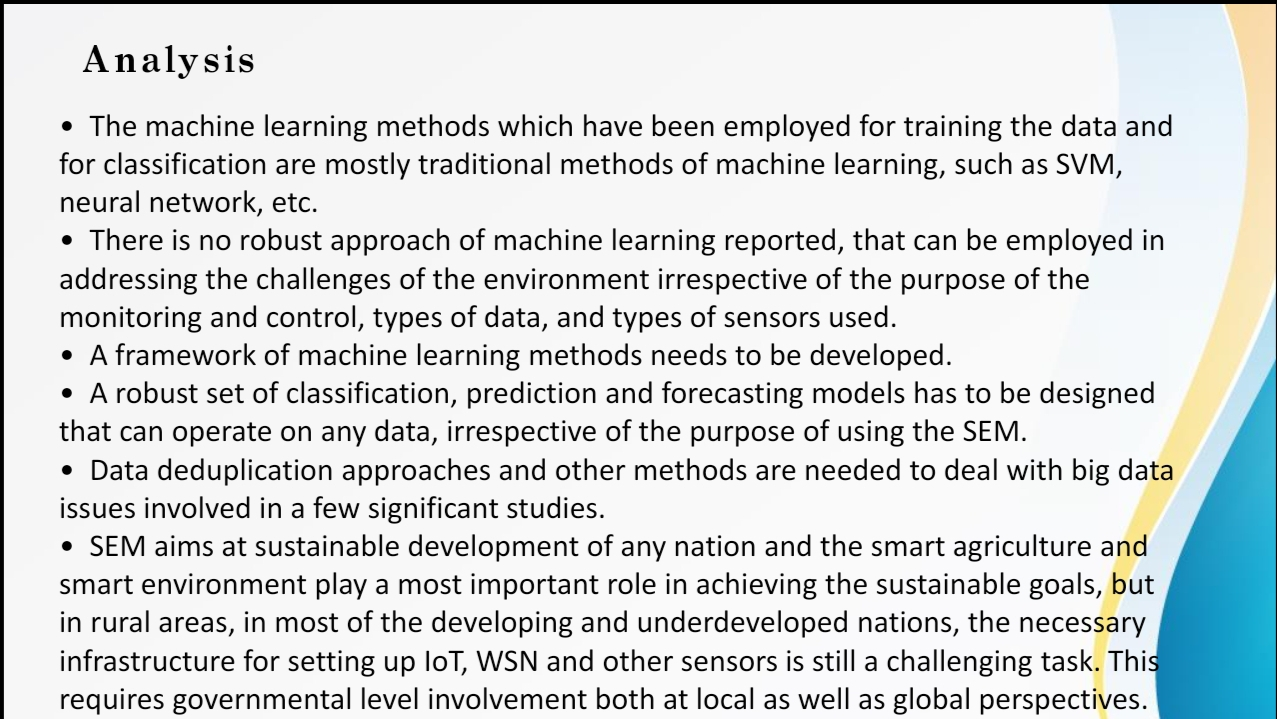 Analysis
• The machine learning methods which have been employed for training the data and
for classification are mostly traditional methods of machine learning, such as SVM,
neural network, etc.
• There is no robust approach of machine learning reported, that can be employed in
addressing the challenges of the environment irrespective of the purpose of the
monitoring and control, types of data, and types of sensors used.
• A framework of machine learning methods needs to be developed.
• A robust set of classification, prediction and forecasting models has to be designed
that can operate on any data, irrespective of the purpose of using the SEM.
• Data deduplication approaches and other methods are needed to deal with big data
issues involved in a few significant studies.
• SEM aims at sustainable development of any nation and the smart agriculture and
smart environment play a most important role in achieving the sustainable goals, but
in rural areas, in most of the developing and underdeveloped nations, the necessary
infrastructure for setting up IoT, WSN and other sensors is still a challenging task. This
requires governmental level involvement both at local as well as global perspectives.